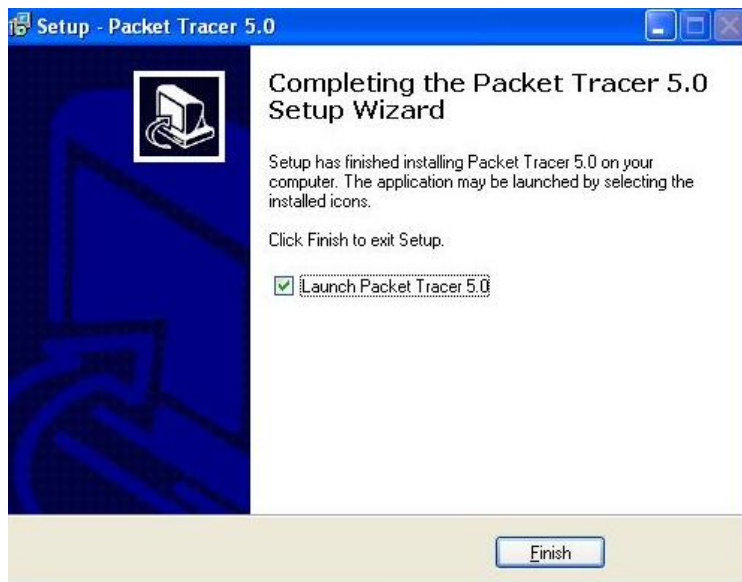 Setup - Packet Tracer 5.0
Completing the Packet Tracer 5.0
Setup Wizard
Setup has finished installing Packet Tracer 5.0 on your
computer. The application may be launched by selecting the
installed icons.
Click Finish to exit Setup.
Launch Packet Tracer 5.0
Finish